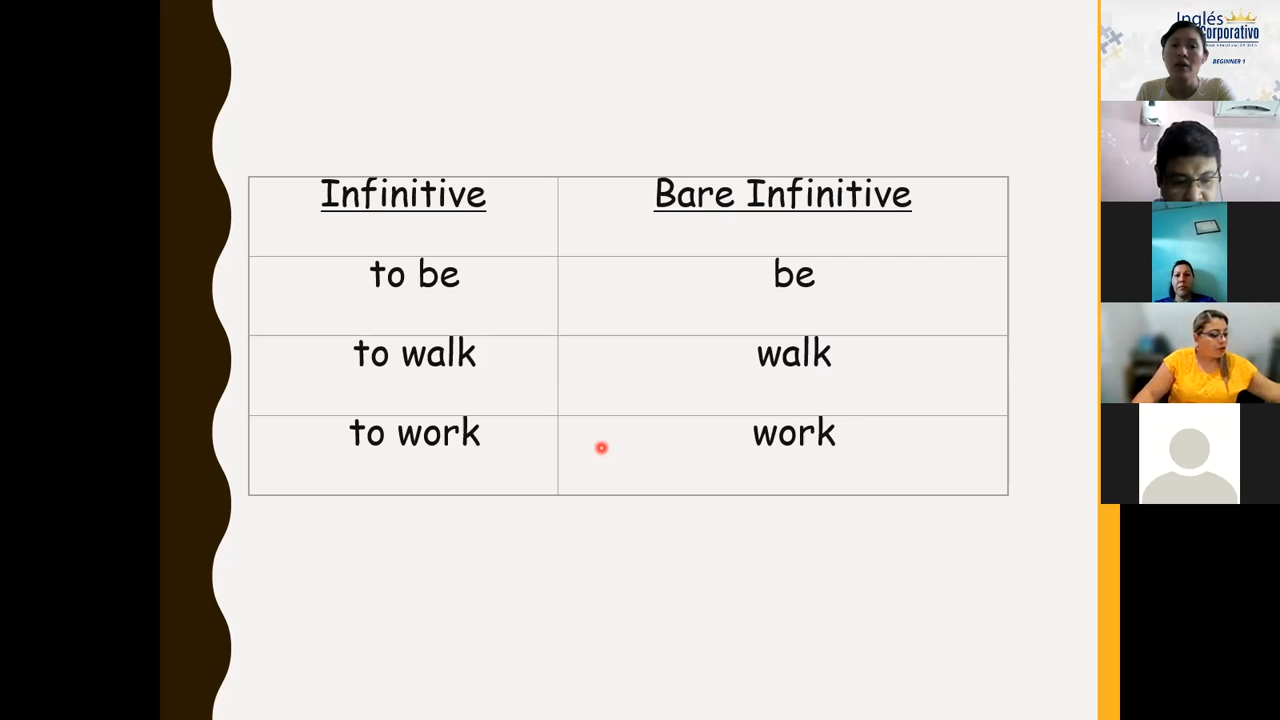 Infinitive Bare Infinitive
to be be
to walk walk
to work work
Inglés
Corporativo
BEGINNER 1